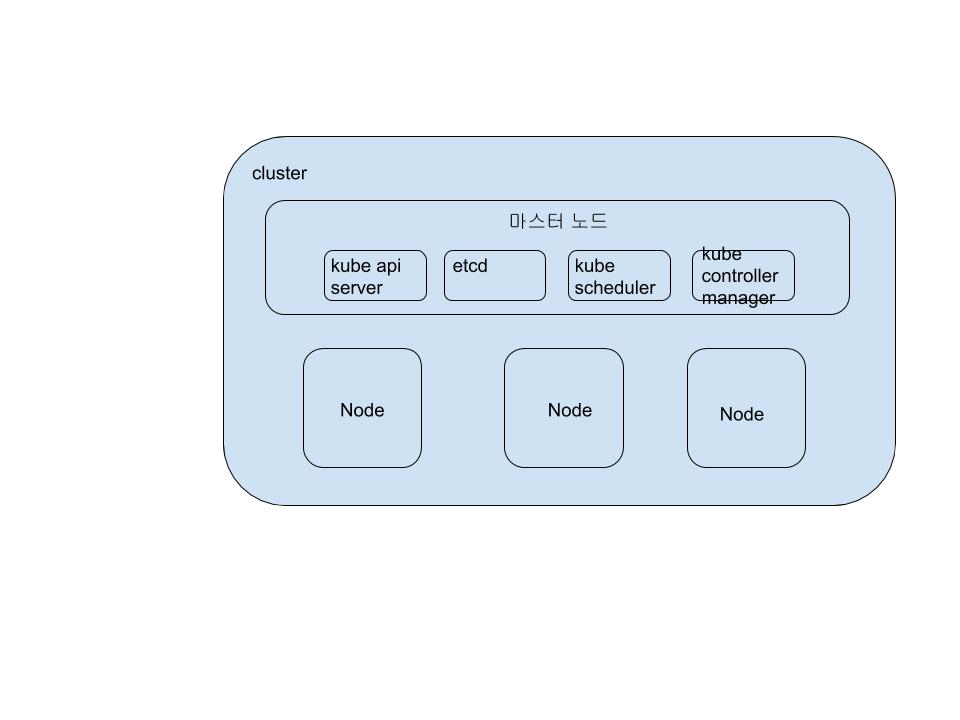 cluster
마스터 노드
kube api
server
etcd
kube
scheduler
kube
controller
manager
Node
Node
Node